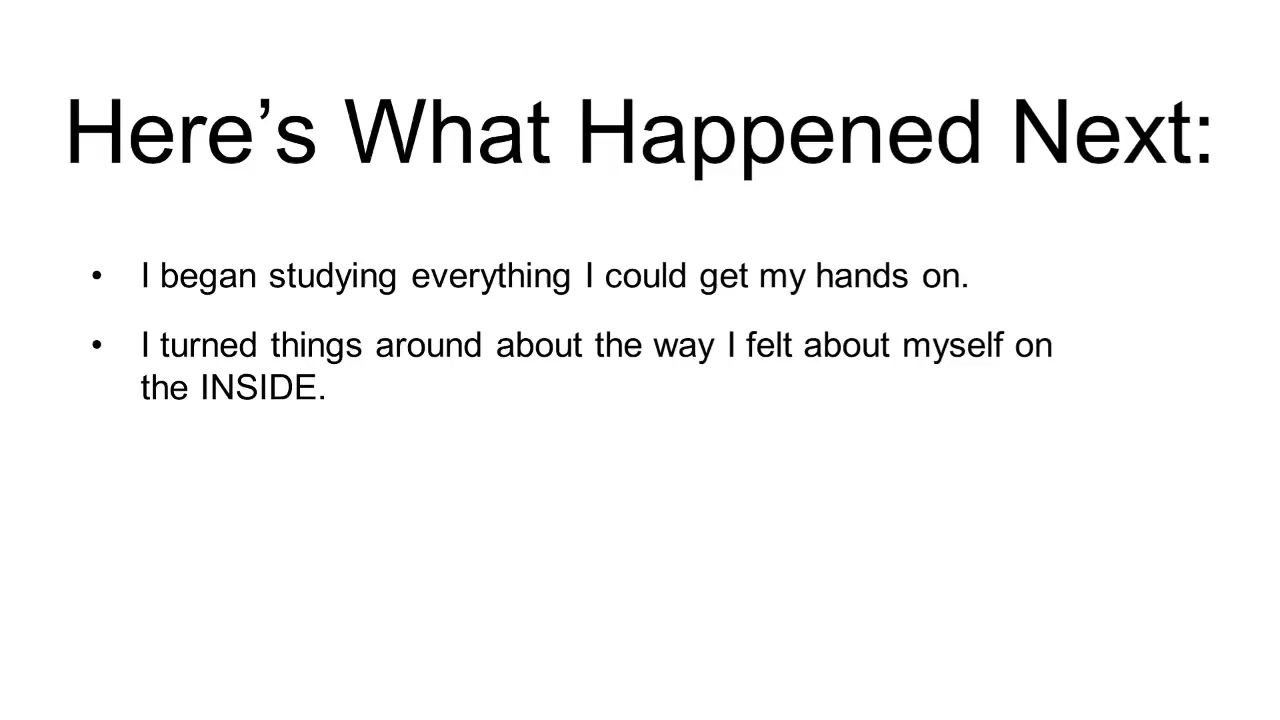 Here’s What Happened Next:
• I began studying everything I could get my hands on.
• I turned things around about the way I felt about myself on
the INSIDE.